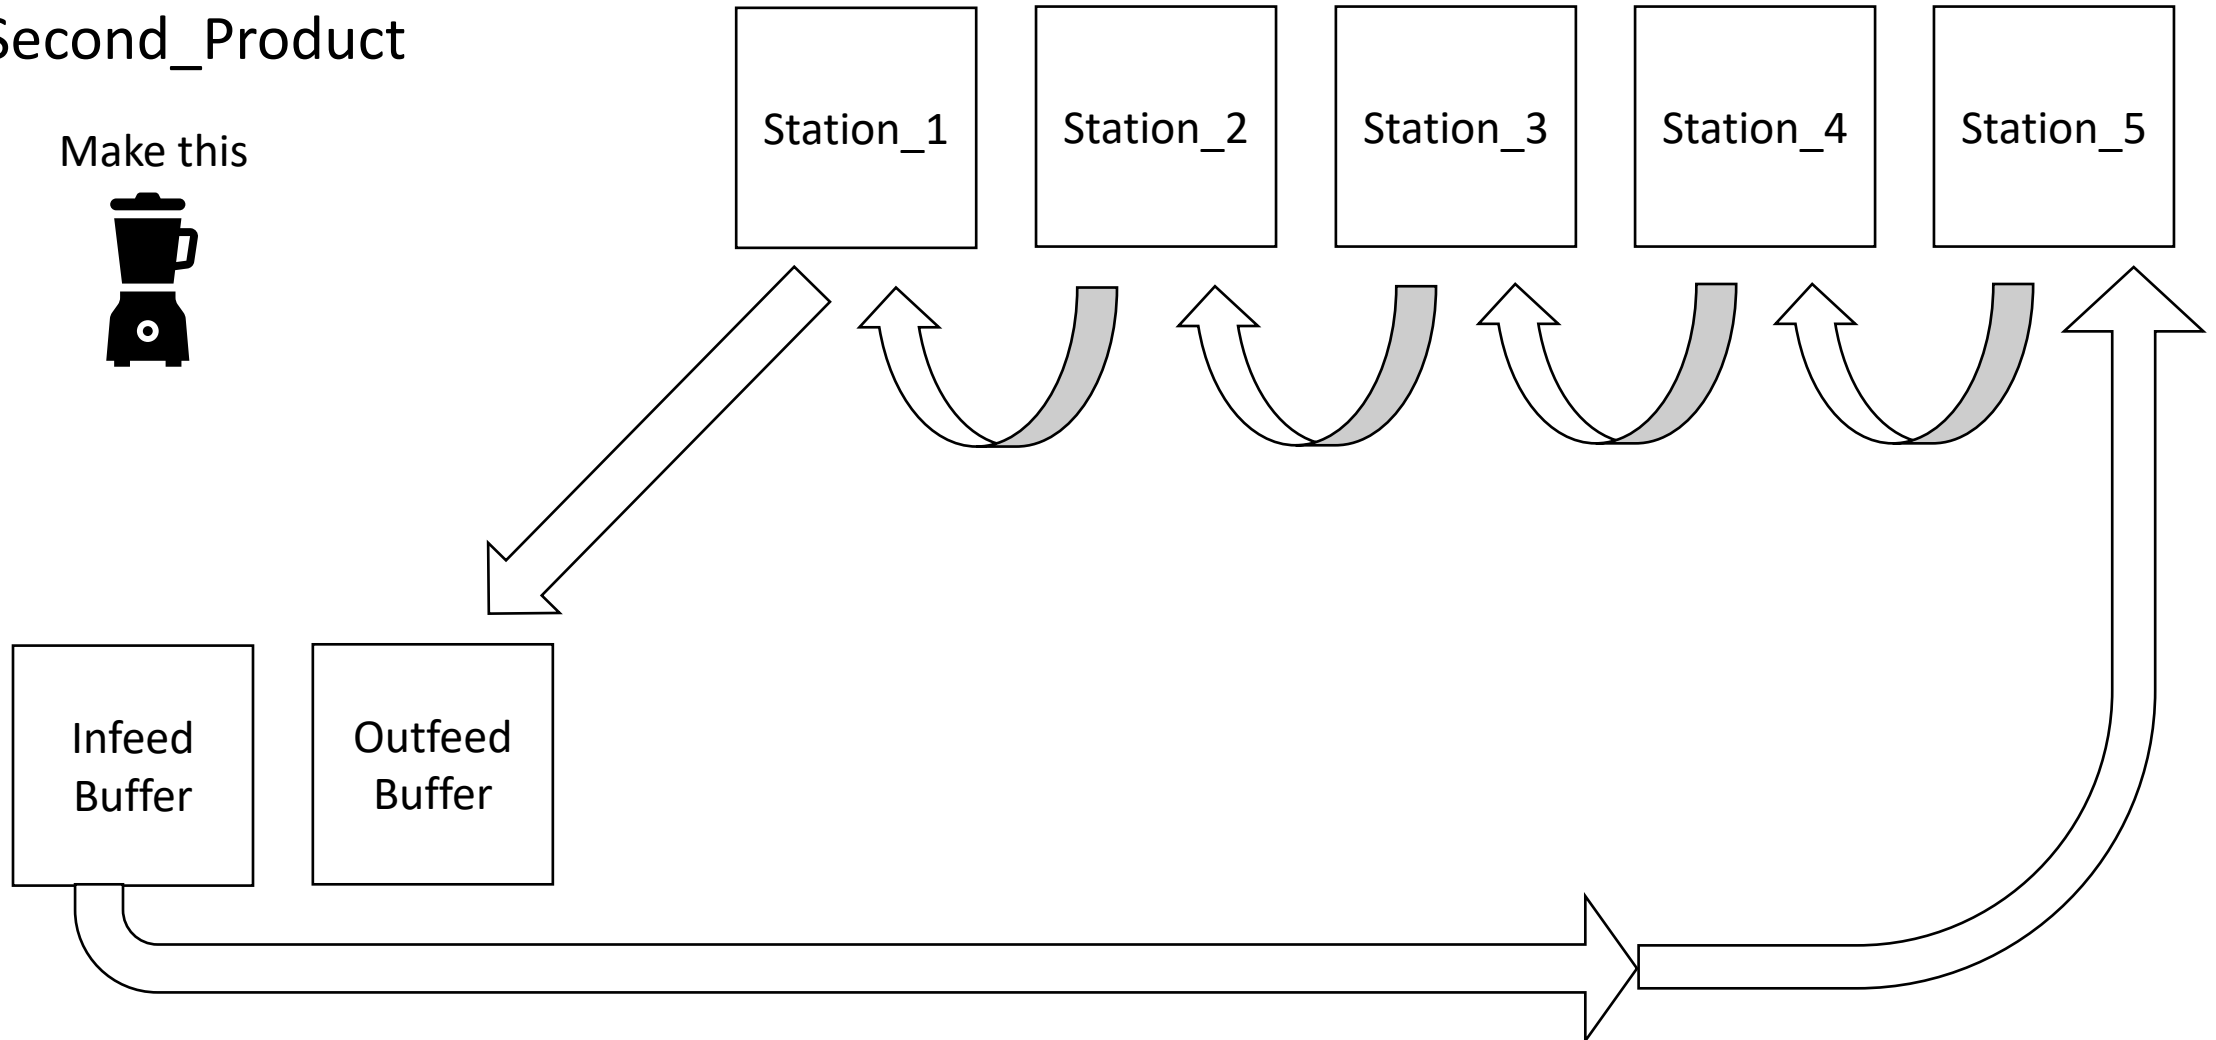 Second_Product
Make this
Station_1
Station_2
Station_3
Station_4
Station_5
Infeed
Buffer
Outfeed
Buffer